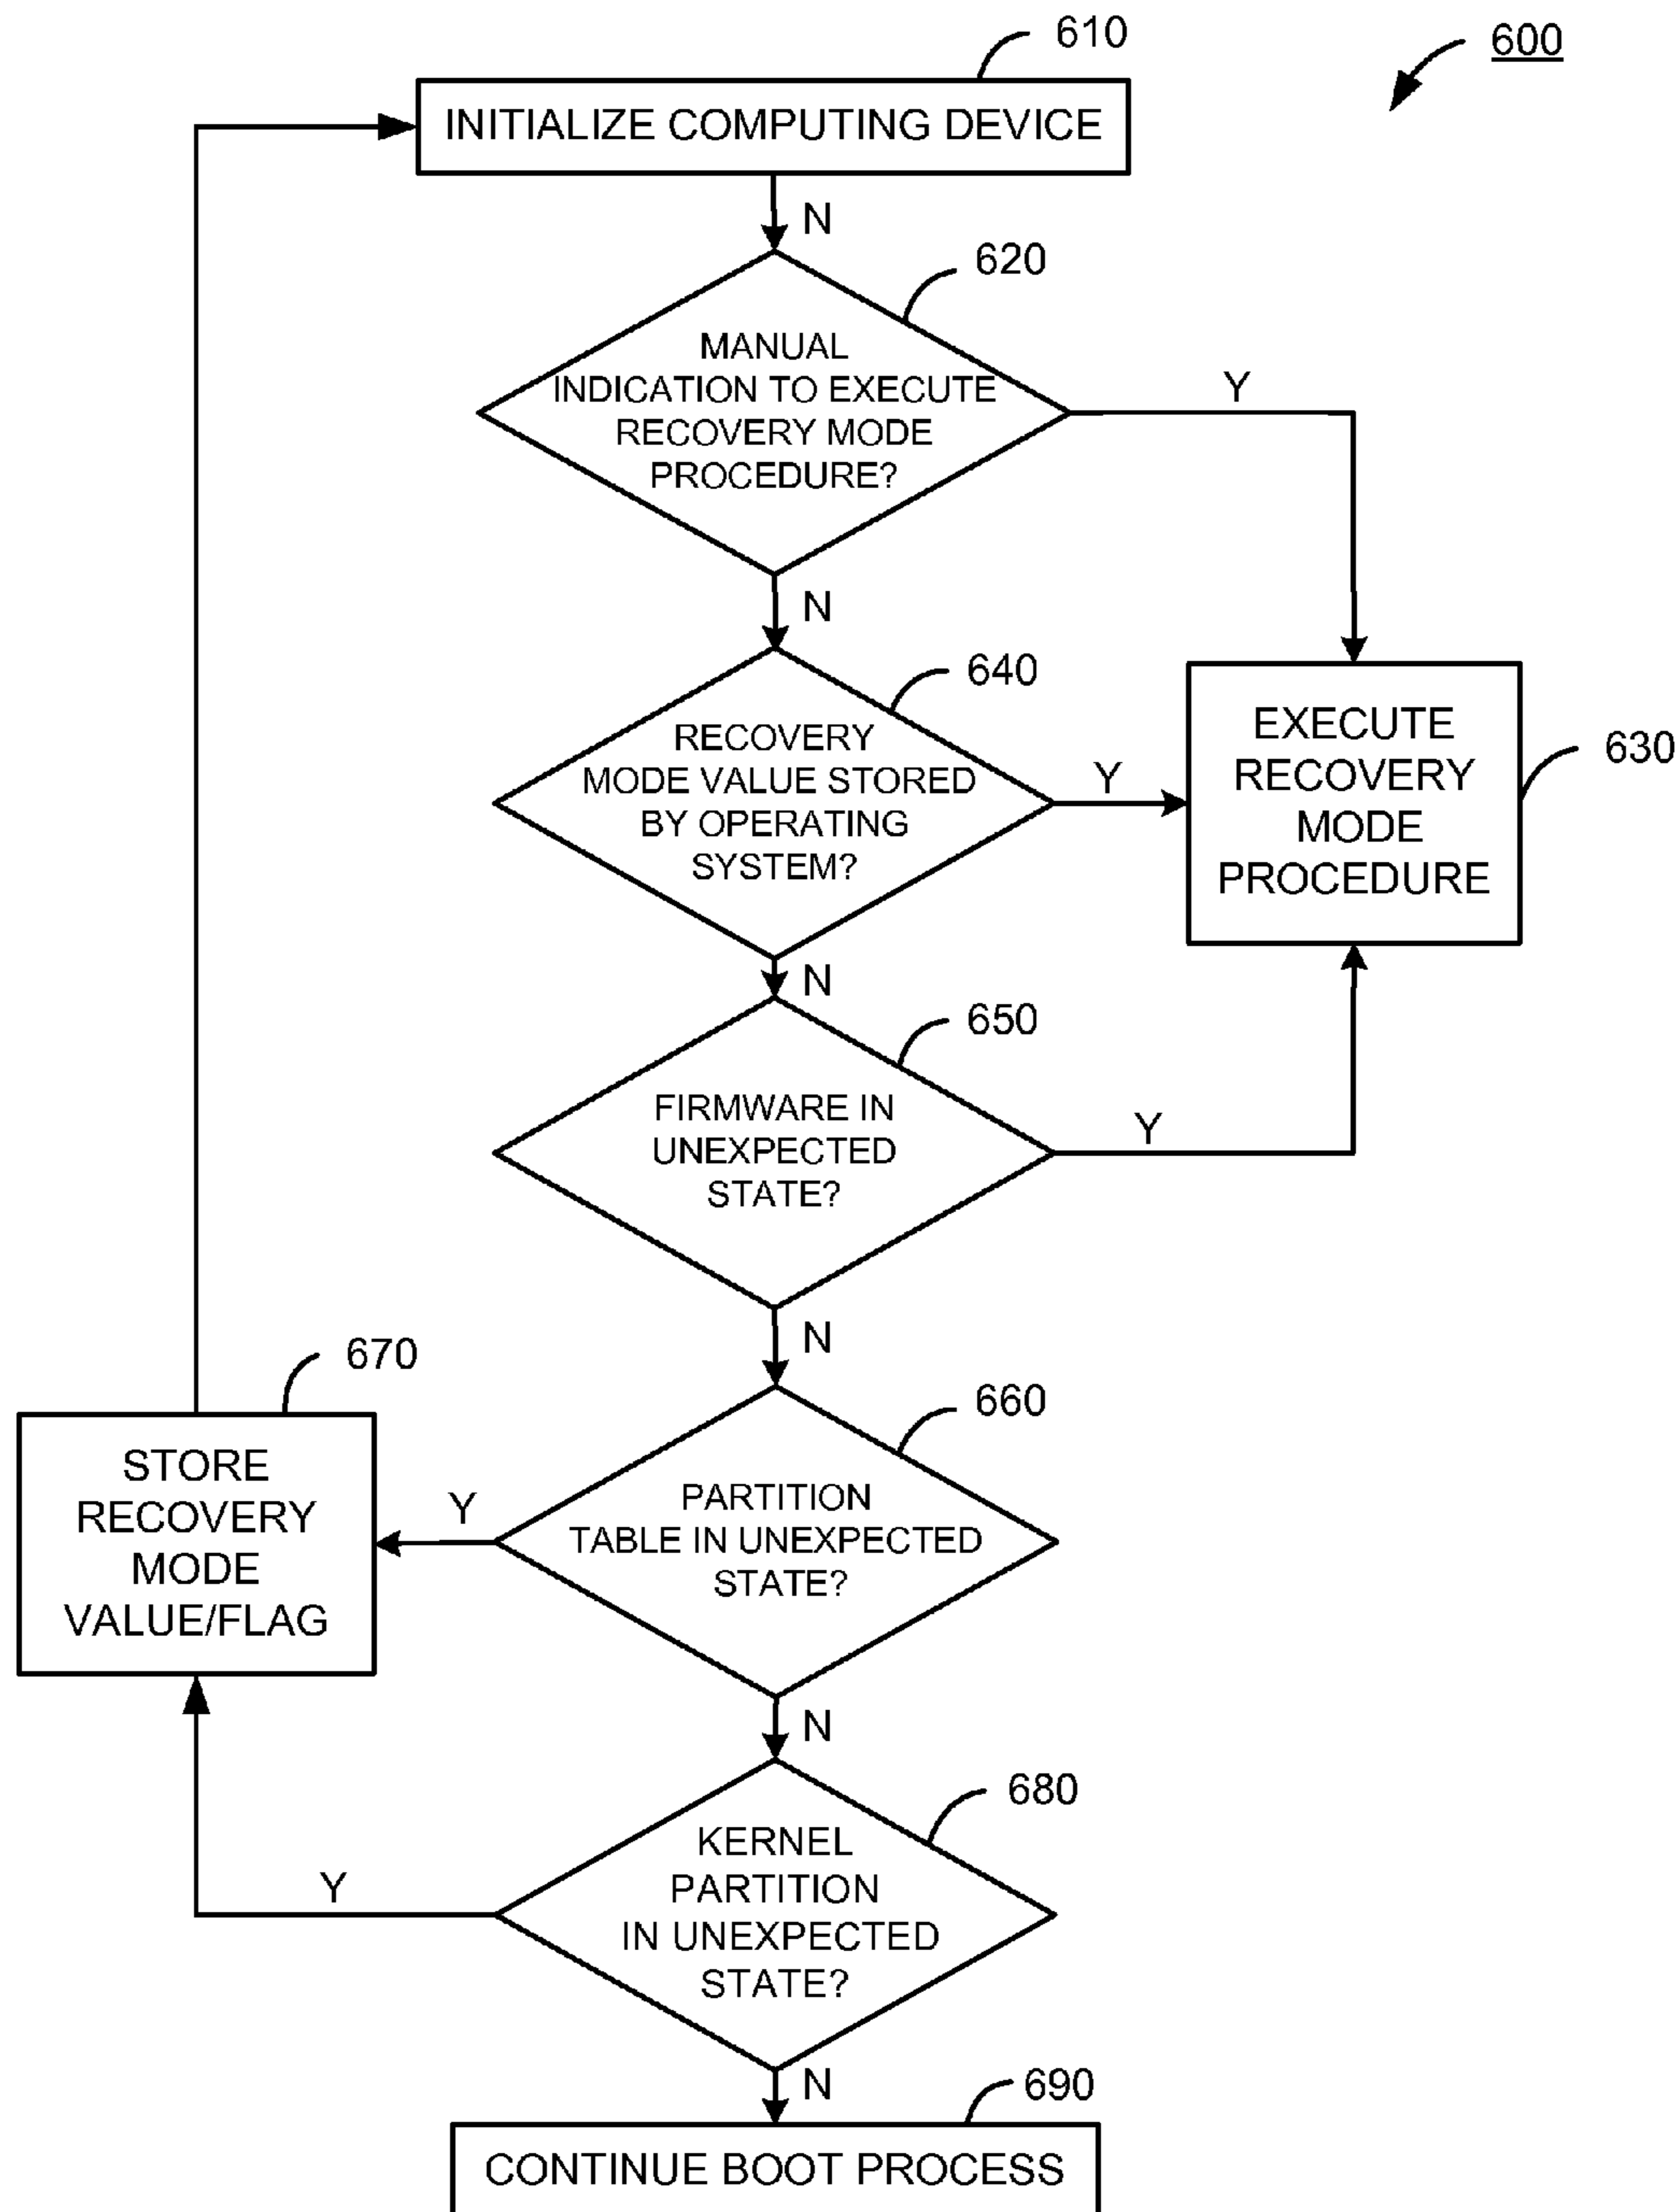 610
600
INITIALIZE COMPUTING DEVICE
N
620
MANUAL
INDICATION TO EXECUTE
RECOVERY MODE
PROCEDURE?
Y
N
640
RECOVERY
MODE VALUE STORED
BY OPERATING
SYSTEM?
Y
EXECUTE
RECOVERY
MODE
PROCEDURE
630
N
650
FIRMWARE IN
UNEXPECTED
STATE?
Y
N
660
PARTITION
TABLE IN UNEXPECTED
STATE?
Y
670
STORE
RECOVERY
MODE
VALUE/FLAG
N
680
KERNEL
PARTITION
IN UNEXPECTED
STATE?
Y
N
690
CONTINUE BOOT PROCESS